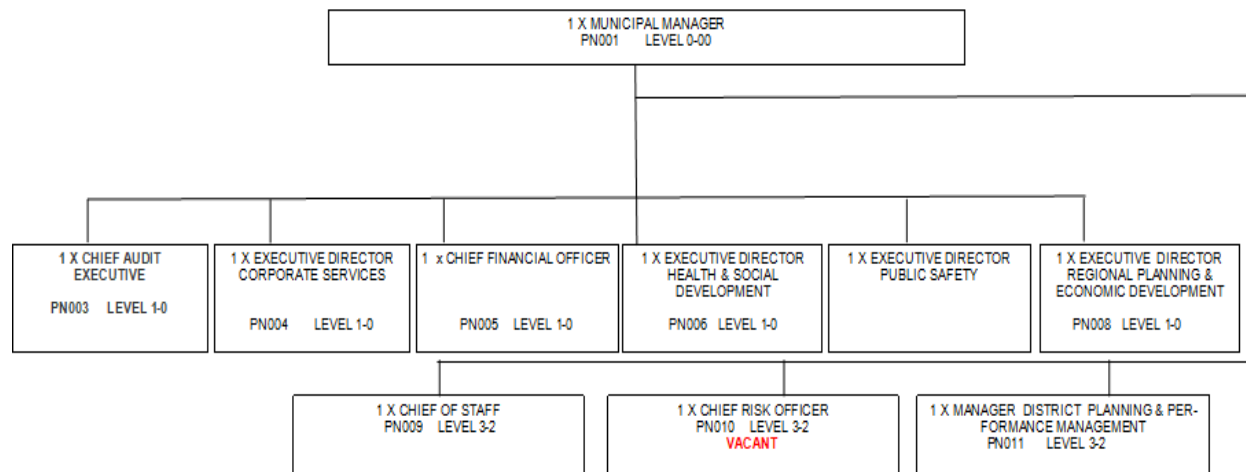 1 X MUNICIPAL MANAGER
PN001 LEVEL 0-00
1 X CHIEF AUDIT
EXECUTIVE
PN003 LEVEL 1-0
1 X EXECUTIVE DIRECTOR
CORPORATE SERVICES
PN004 LEVEL 1-0
1 x CHIEF FINANCIAL OFFICER
PN005 LEVEL 1-0
1 X EXECUTIVE DIRECTOR
HEALTH & SOCIAL
DEVELOPMENT
PN006 LEVEL 1-0
1 X EXECUTIVE DIRECTOR
PUBLIC SAFETY
1 X EXECUTIVE DIRECTOR
REGIONAL PLANNING &
ECONOMIC DEVELOPMENT
PN008 LEVEL 1-0
1 X CHIEF OF STAFF
PN009 LEVEL 3-2
1 X CHIEF RISK OFFICER
PN010 LEVEL 3-2
VACANT
1 X MANAGER DISTRICT PLANNING & PER-
FORMANCE MANAGEMENT
PN011 LEVEL 3-2